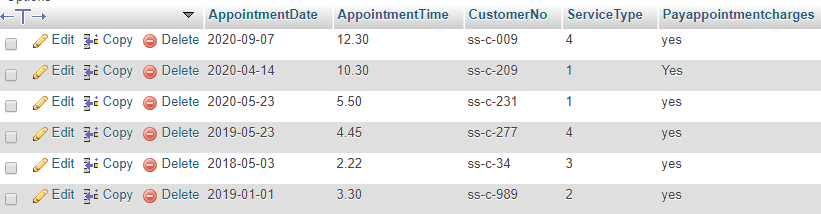 AppointmentDate AppointmentTime CustomerNo ServiceType Payappointmentcharges
Edit Copy Delete 2020-09-07 12.30 ss-c-009 4 yes
Edit Copy Delete 2020-04-14 10.30 ss-c-209 1 Yes
Edit Copy Delete 2020-05-23 5.50 ss-c-231 1 yes
Edit Copy Delete 2019-05-23 4.45 ss-c-277 4 yes
Edit Copy Delete 2018-05-03 2.22 ss-c-34 3 yes
Edit Copy Delete 2019-01-01 3.30 ss-c-989 2 yes